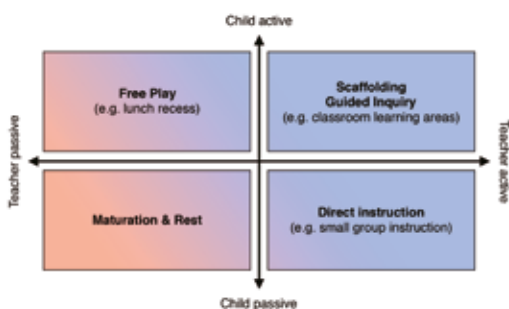 Child active
Free Play
(e.g. lunch recess)
Scaffolding
Guided Inquiry
(e.g. classroom learning areas)
Teacher passive
Teacher active
Maturation & Rest
Direct instruction
(e.g. small group instruction)
Child passive